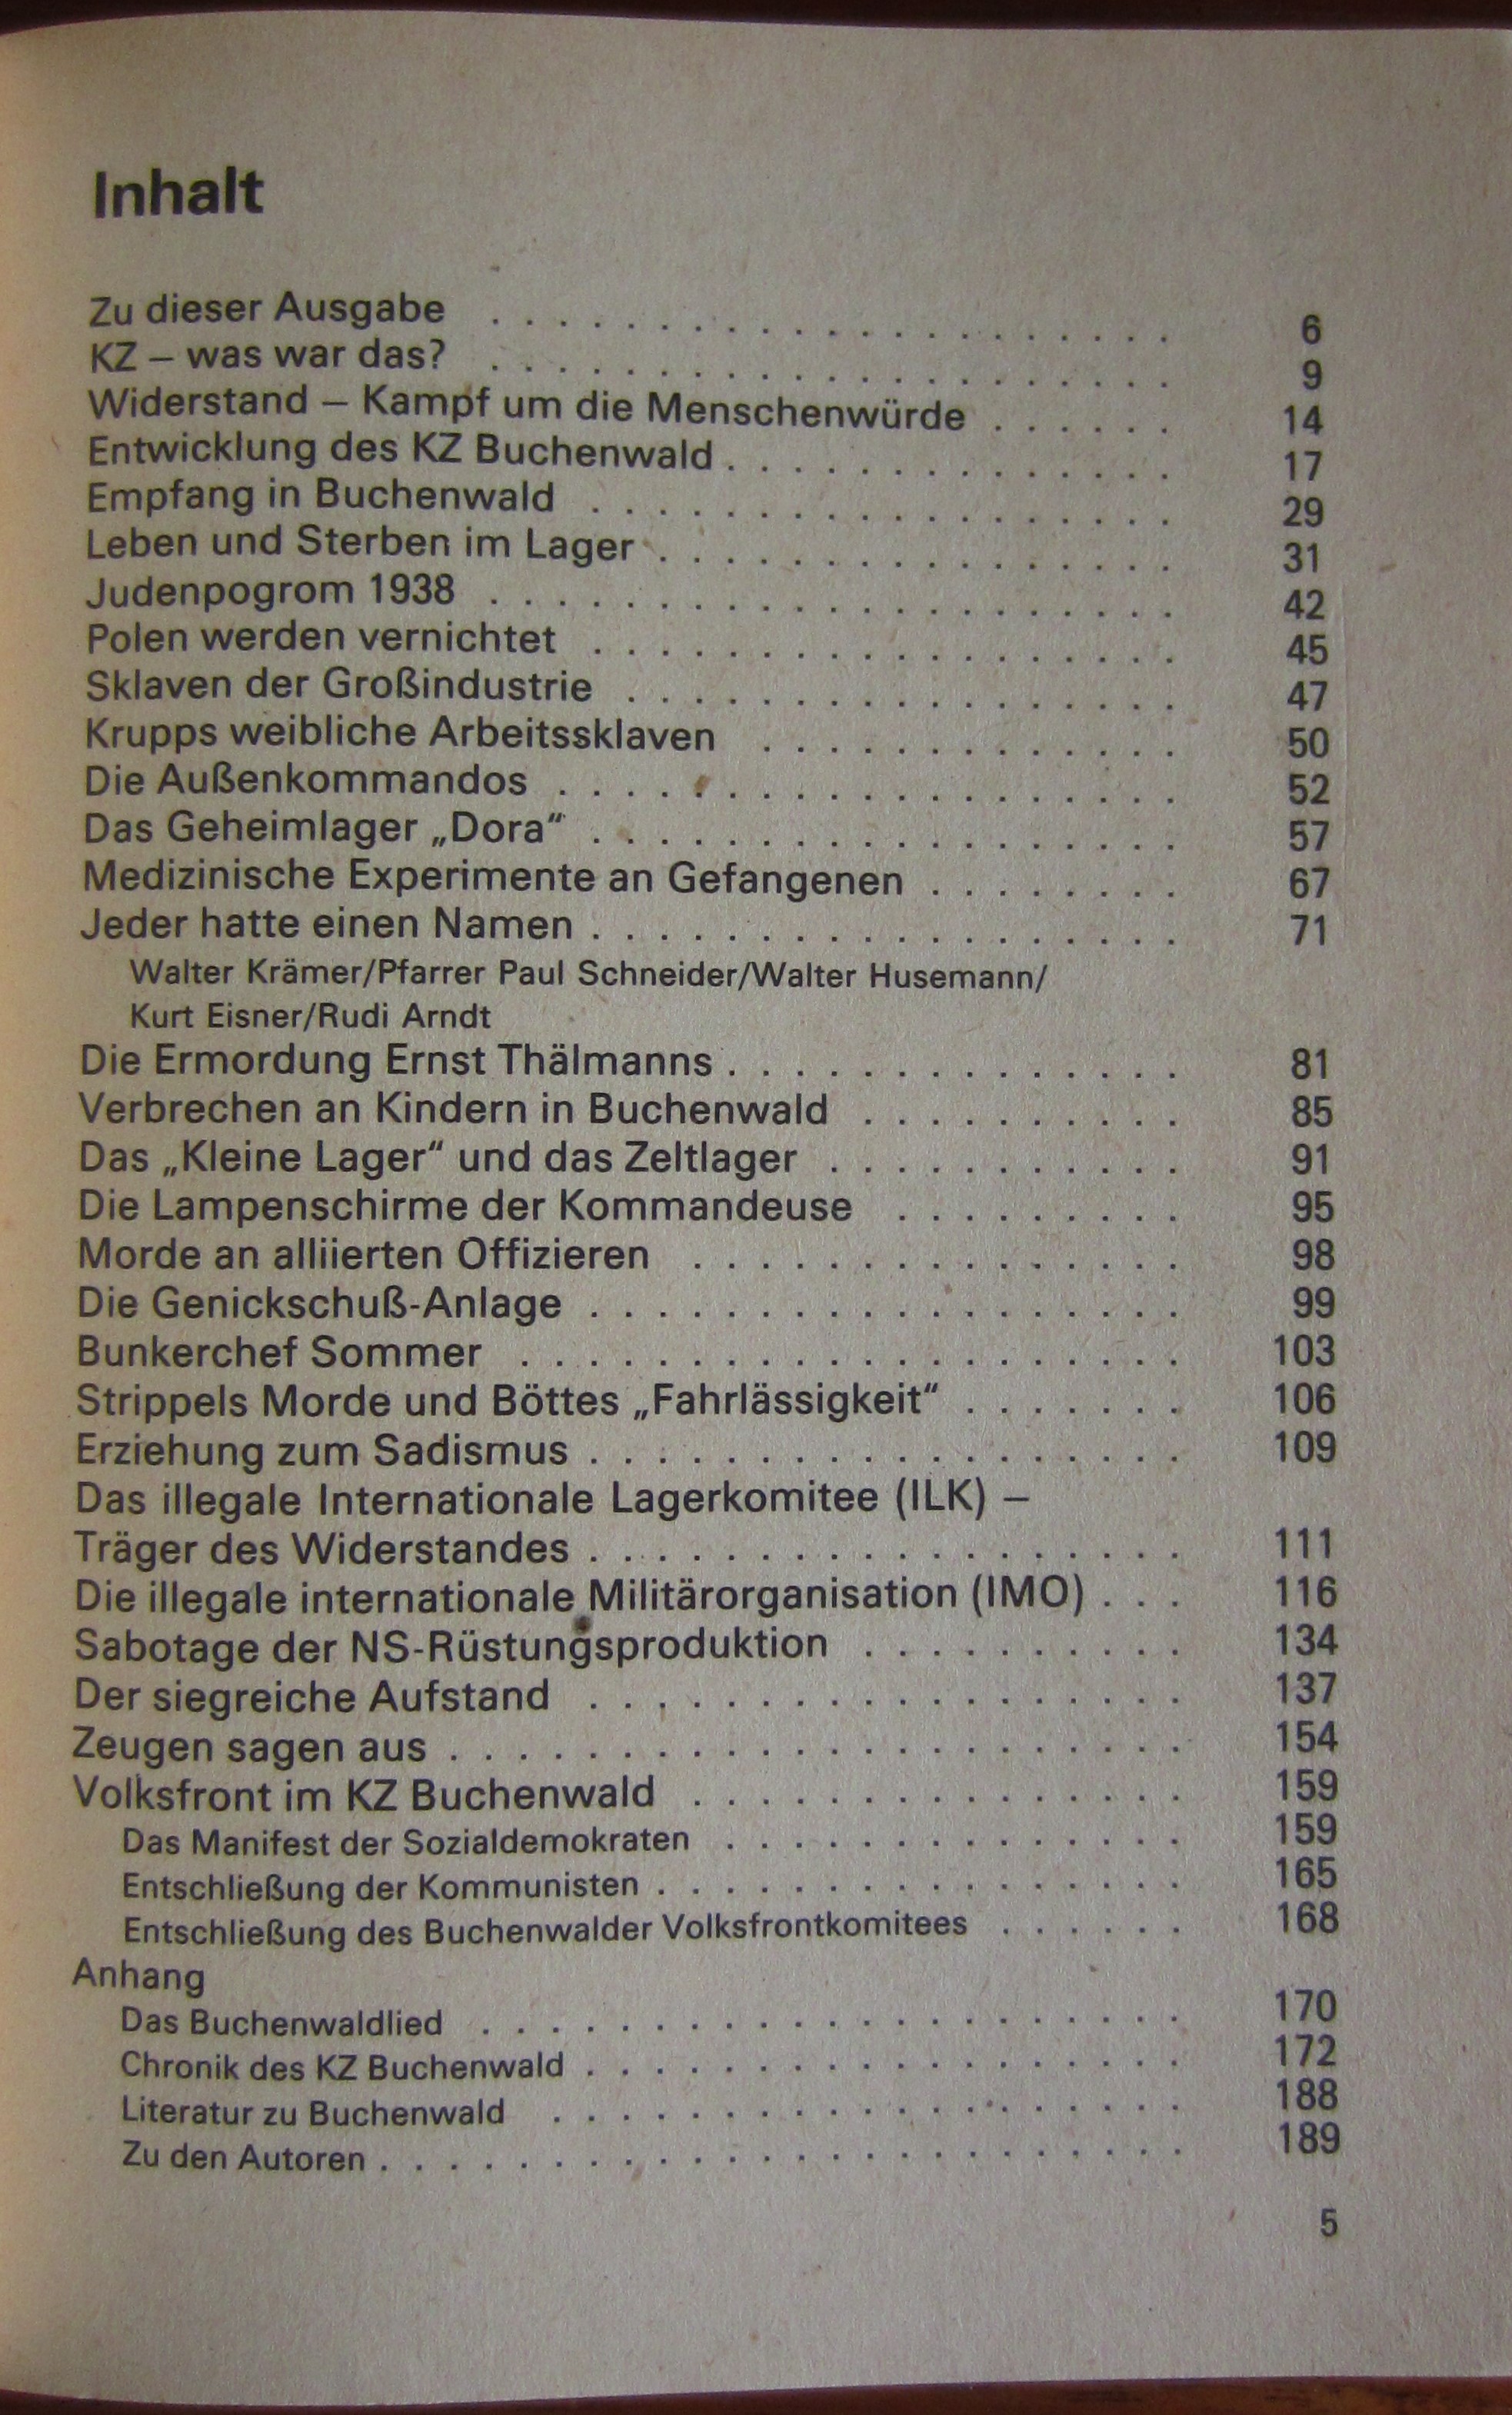 Inhalt
Zu dieser Ausgabe . . . . . . . . . . . . . . . . . . . . 6
KZ – was war das? . . . . . . . . . . . . . . . . . . . . 9
Widerstand – Kampf um die Menschenwürde . . . . . . 14
Entwicklung des KZ Buchenwald . . . . . . . . . . . . . . 17
Empfang in Buchenwald . . . . . . . . . . . . . . . . . . 29
Leben und Sterben im Lager . . . . . . . . . . . . . . . . 31
Judenpogrom 1938 . . . . . . . . . . . . . . . . . . . . . 42
Polen werden vernichtet . . . . . . . . . . . . . . . . . . 45
Sklaven der Großindustrie . . . . . . . . . . . . . . . . . 47
Krupps weibliche Arbeitssklaven . . . . . . . . . . . . . 50
Die Außenkommandos . . . . . . . . . . . . . . . . . . . 52
Das Geheimlager „Dora“ . . . . . . . . . . . . . . . . . . 57
Medizinische Experimente an Gefangenen . . . . . . . . 67
Jeder hatte einen Namen . . . . . . . . . . . . . . . . . . 71
Walter Krämer/Pfarrer Paul Schneider/Walter Husemann/
Kurt Eisner/Rudi Arndt
Die Ermordung Ernst Thälmanns . . . . . . . . . . . . . . 81
Verbrechen an Kindern in Buchenwald . . . . . . . . . . 85
Das „Kleine Lager“ und das Zeltlager . . . . . . . . . . . 91
Die Lampenschirme der Kommandeuse . . . . . . . . . 95
Morde an alliierten Offizieren . . . . . . . . . . . . . . . 98
Die Genickschuß-Anlage . . . . . . . . . . . . . . . . . . 99
Bunkerchef Sommer . . . . . . . . . . . . . . . . . . . . 103
Strippels Morde und Böttes „Fahrlässigkeit“ . . . . . . . 106
Erziehung zum Sadismus . . . . . . . . . . . . . . . . . . 109
Das illegale Internationale Lagerkomitee (ILK) –
Träger des Widerstandes . . . . . . . . . . . . . . . . . . 111
Die illegale internationale Militärorganisation (IMO) . . . 116
Sabotage der NS-Rüstungsproduktion . . . . . . . . . . 134
Der siegreiche Aufstand . . . . . . . . . . . . . . . . . . 137
Zeugen sagen aus . . . . . . . . . . . . . . . . . . . . . . 154
Volksfront im KZ Buchenwald . . . . . . . . . . . . . . . 159
Das Manifest der Sozialdemokraten . . . . . . . . . . . . . . 159
Entschließung der Kommunisten . . . . . . . . . . . . . . . . 165
Entschließung des Buchenwalder Volksfrontkomitees . . . . . . 168
Anhang
Das Buchenwaldlied . . . . . . . . . . . . . . . . . . . . . 170
Chronik des KZ Buchenwald . . . . . . . . . . . . . . . . . . 172
Literatur zu Buchenwald . . . . . . . . . . . . . . . . . . . 188
Zu den Autoren . . . . . . . . . . . . . . . . . . . . . . . . 189
5